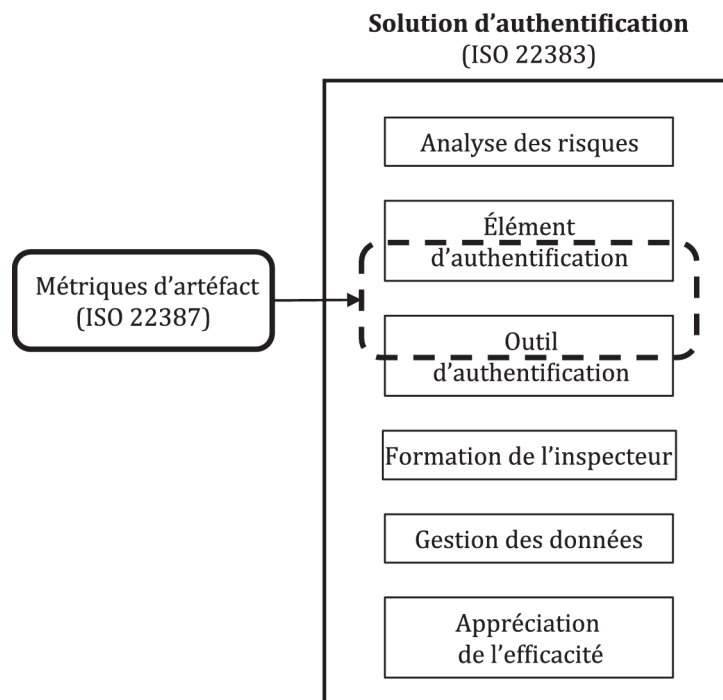 Solution d'authentification
(ISO 22383)
Analyse des risques
Élément
d'authentification
Métriques d'artéfact
(ISO 22387)
Outil
d'authentification
Formation de l'inspecteur
Gestion des données
Appréciation
de l'efficacité